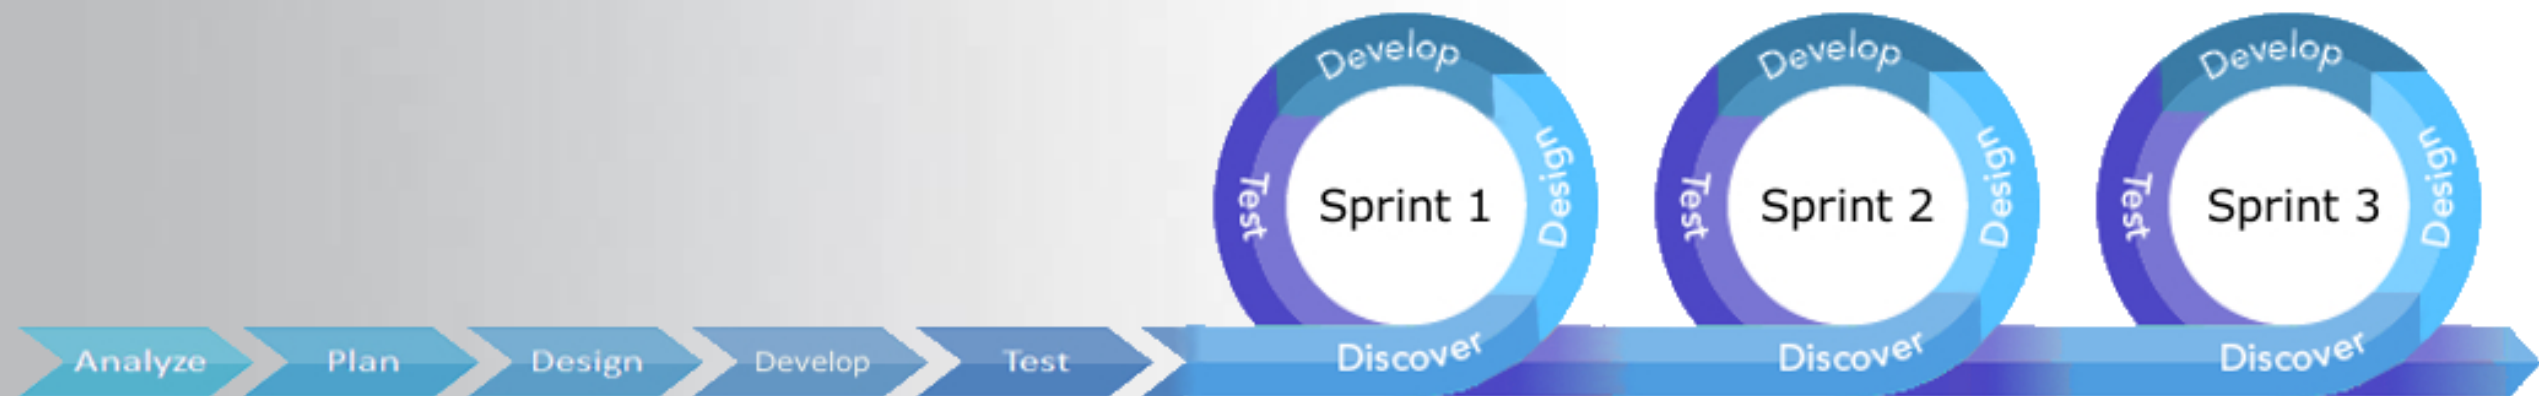 Analyze
Plan
Design
Develop
Test
Discover
Design
Develop
Test
Sprint 1
Discover
Design
Develop
Test
Sprint 2
Discover
Design
Develop
Test
Sprint 3